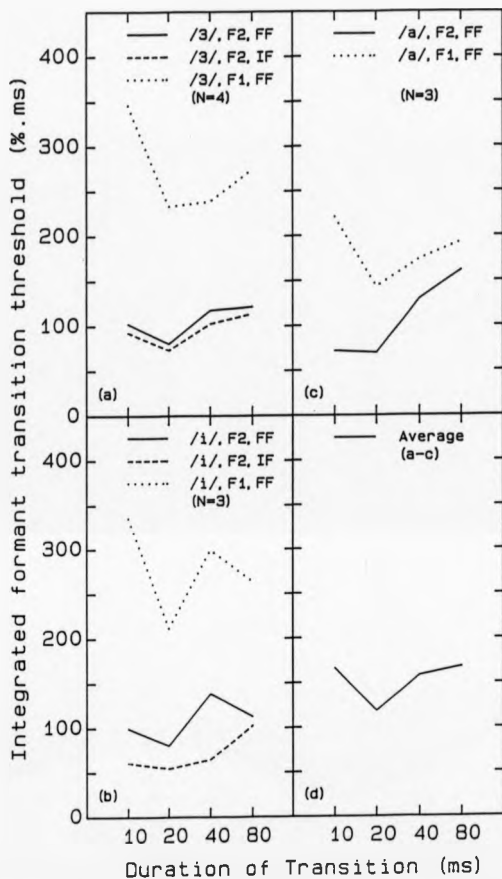 Integrated formant transition threshold (%.ms)
400
300
200
100
0
/3/, F2, FF
/3/, F2, IF
/3/, F1, FF
(N=4)
(a)
/a/, F2, FF
/a/, F1, FF
(N=3)
(c)
400
300
200
100
0
/i/, F2, FF
/i/, F2, IF
/i/, F1, FF
(N=3)
(b)
Average
(a-c)
(d)
10 20 40 80
10 20 40 80
Duration of Transition (ms)